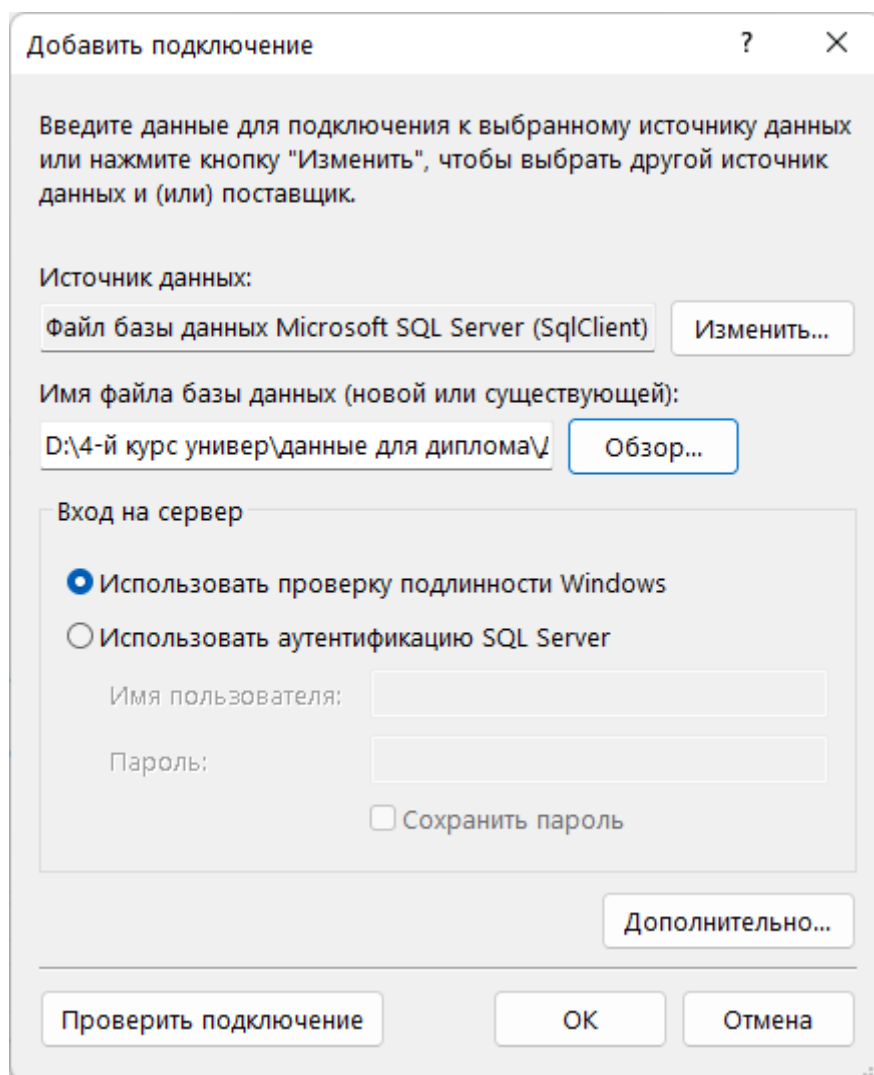 Добавить подключение ? ×
Введите данные для подключения к выбранному источнику данных
или нажмите кнопку "Изменить", чтобы выбрать другой источник
данных и (или) поставщик.
Источник данных:
Файл базы данных Microsoft SQL Server (SqlClient) Изменить...
Имя файла базы данных (новой или существующей):
D:\4-й курс универ\данные для диплома\ Обзор...
Вход на сервер
Использовать проверку подлинности Windows
Использовать аутентификацию SQL Server
Имя пользователя:
Пароль:
Сохранить пароль
Дополнительно...
Проверить подключение ОК Отмена